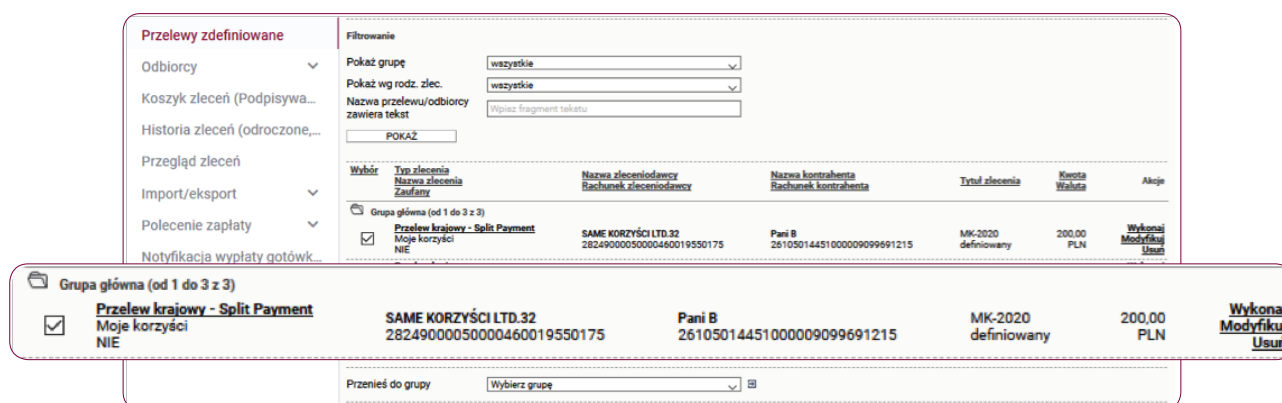 Przelewy zdefiniowane
Odbiorcy
Koszyk zleceń (Podpisywa...
Historia zleceń (odroczone,...
Przegląd zleceń
Import/eksport
Polecenie zapłaty
Notyfikacja wypłaty gotówk...
Filtrowanie
Pokaż grupę wszystkie
Pokaż wg rodz. zlec. wszystkie
Nazwa przelewu/odbiorcy
zawiera tekst Wpisz fragment tekstu
POKAŻ
Wybór Typ zlecenia Nazwa zleceniodawcy Nazwa kontrahenta Tytuł zlecenia Kwota Akcje
Nazwa zlecenia Rachunek zleceniodawcy Rachunek kontrahenta Waluta
Zaufany
Grupa główna (od 1 do 3 z 3)
Przelew krajowy - Split Payment SAME KORZYŚCI LTD.32 Pani B MK-2020 200,00 Wykonaj
Moje korzyści 28249000050000460019550175 26105014451000009099691215 definiowany PLN Modyfikuj
NIE Usuń
Grupa główna (od 1 do 3 z 3)
Przelew krajowy - Split Payment SAME KORZYŚCI LTD.32 Pani B MK-2020 200,00 Wykonaj
Moje korzyści 28249000050000460019550175 26105014451000009099691215 definiowany PLN Modyfikuj
NIE Usuń
Przenieś do grupy Wybierz grupę